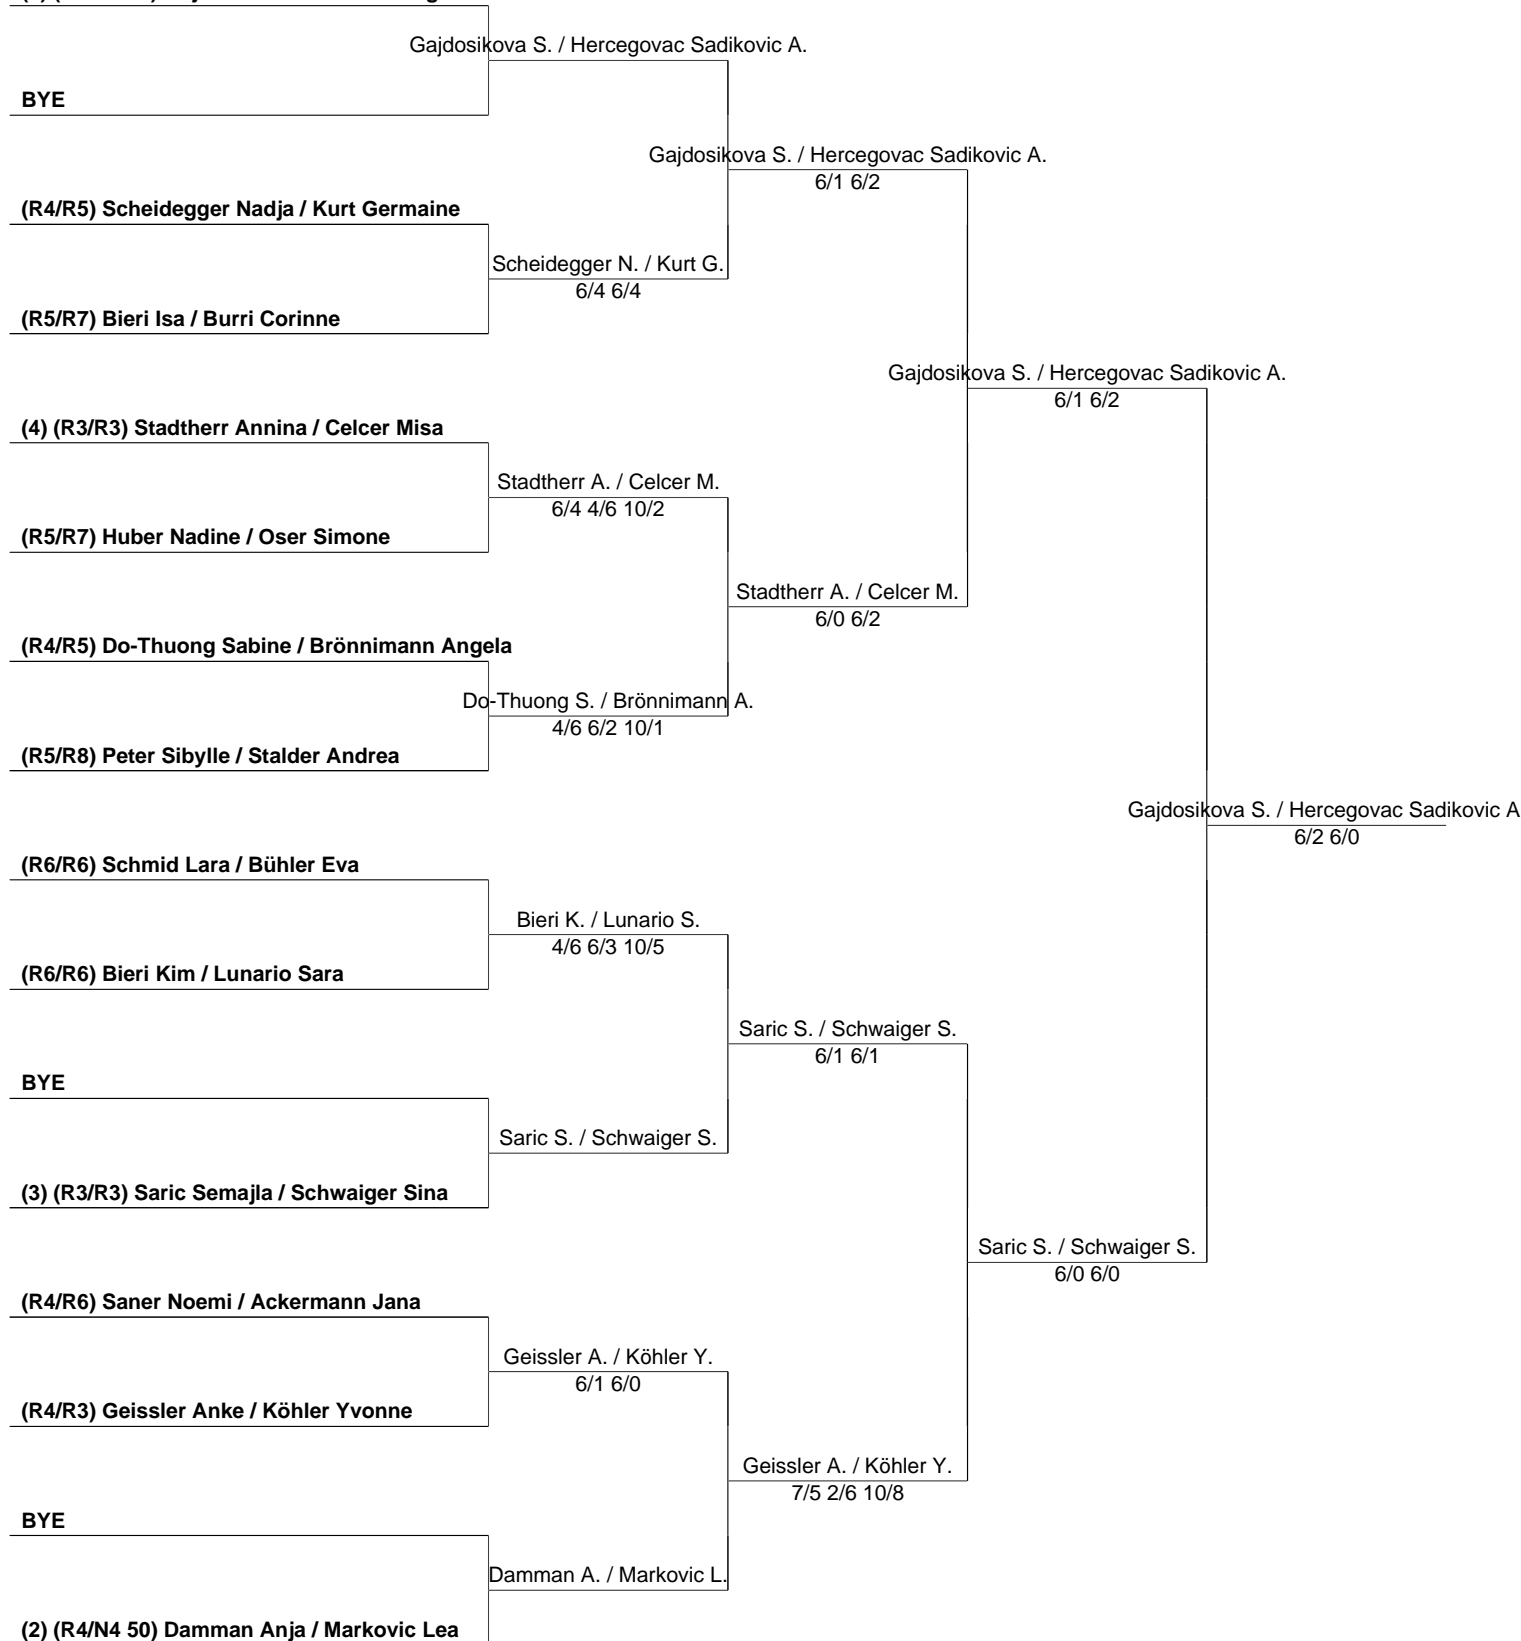 Gajdosikova S. / Hercegovac Sadikovic A.
BYE
Gajdosikova S. / Hercegovac Sadikovic A.
6/1 6/2
(R4/R5) Scheidegger Nadja / Kurt Germaine
Scheidegger N. / Kurt G.
6/4 6/4
(R5/R7) Bieri Isa / Burri Corinne
Gajdosikova S. / Hercegovac Sadikovic A.
6/1 6/2
(4) (R3/R3) Stadtherr Annina / Celcer Misa
Stadtherr A. / Celcer M.
6/4 4/6 10/2
(R5/R7) Huber Nadine / Oser Simone
Stadtherr A. / Celcer M.
6/0 6/2
(R4/R5) Do-Thuong Sabine / Brönnimann Angela
Do-Thuong S. / Brönnimann A.
4/6 6/2 10/1
(R5/R8) Peter Sibylle / Stalder Andrea
Gajdosikova S. / Hercegovac Sadikovic A
6/2 6/0
(R6/R6) Schmid Lara / Bühler Eva
Bieri K. / Lunario S.
4/6 6/3 10/5
(R6/R6) Bieri Kim / Lunario Sara
Saric S. / Schwaiger S.
6/1 6/1
BYE
Saric S. / Schwaiger S.
(3) (R3/R3) Saric Semajla / Schwaiger Sina
Saric S. / Schwaiger S.
6/0 6/0
(R4/R6) Saner Noemi / Ackermann Jana
Geissler A. / Köhler Y.
6/1 6/0
(R4/R3) Geissler Anke / Köhler Yvonne
Geissler A. / Köhler Y.
7/5 2/6 10/8
BYE
Damman A. / Markovic L.
(2) (R4/N4 50) Damman Anja / Markovic Lea